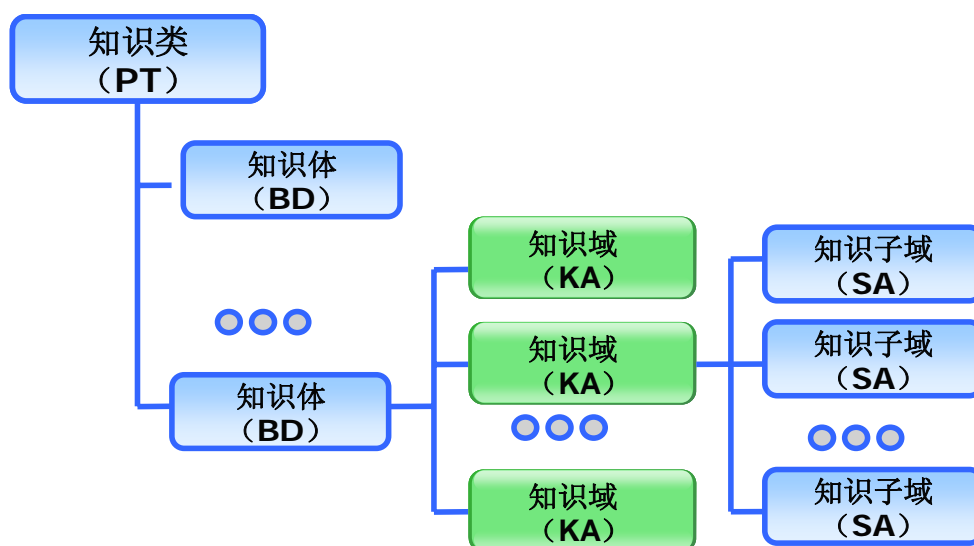 知识类
（PT）
知识体
（BD）
知识体
（BD）
知识域
（KA）
知识域
（KA）
知识域
（KA）
知识子域
（SA）
知识子域
（SA）
知识子域
（SA）